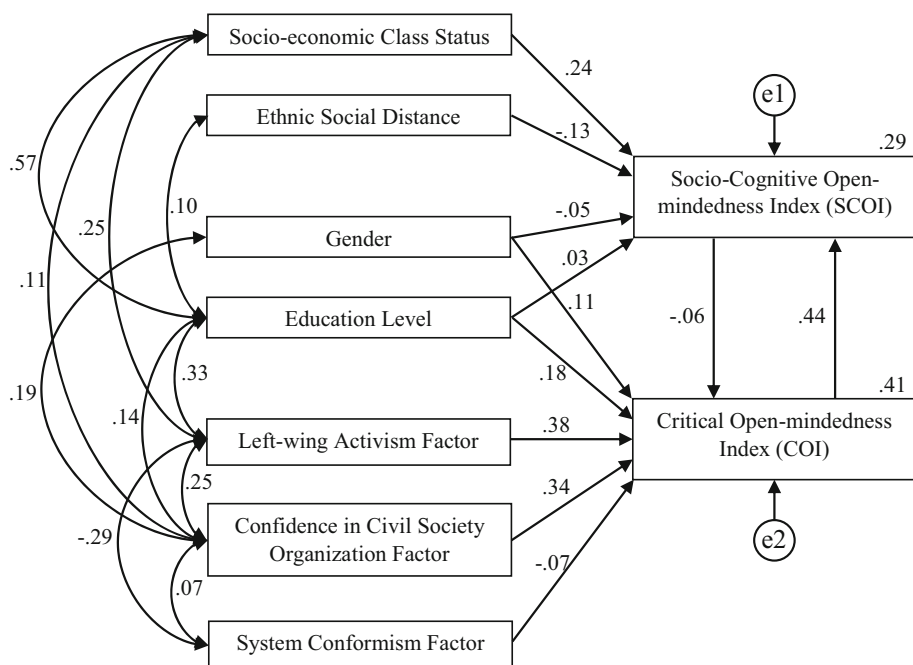 Socio-economic Class Status
.24
e1
Ethnic Social Distance
-.13
.29
Socio-Cognitive Open-
mindedness Index (SCOI)
.57
.10
.25
-.05
Gender
.03
.11
.11
Education Level
-.06
.44
.33
.18
.19
.14
.41
Left-wing Activism Factor
.38
Critical Open-mindedness
Index (COI)
.25
.34
-.29
Confidence in Civil Society
Organization Factor
e2
-.07
.07
System Conformism Factor